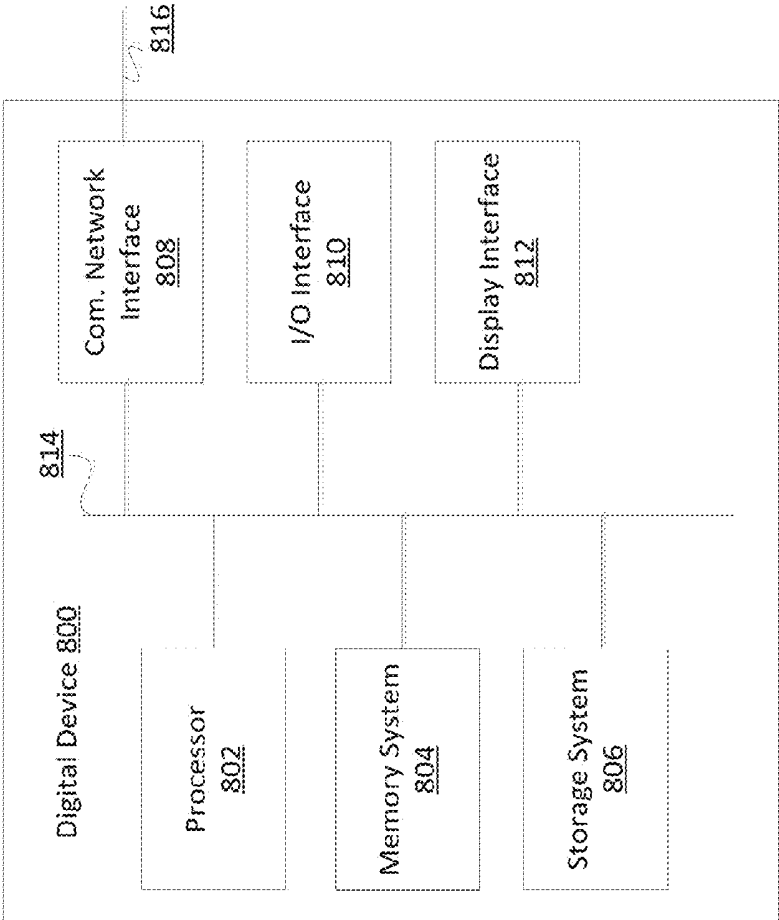 Digital Device 800
814
816
Processor
802
Memory System
804
Storage System
806
Com. Network
Interface
808
I/O Interface
810
Display Interface
812